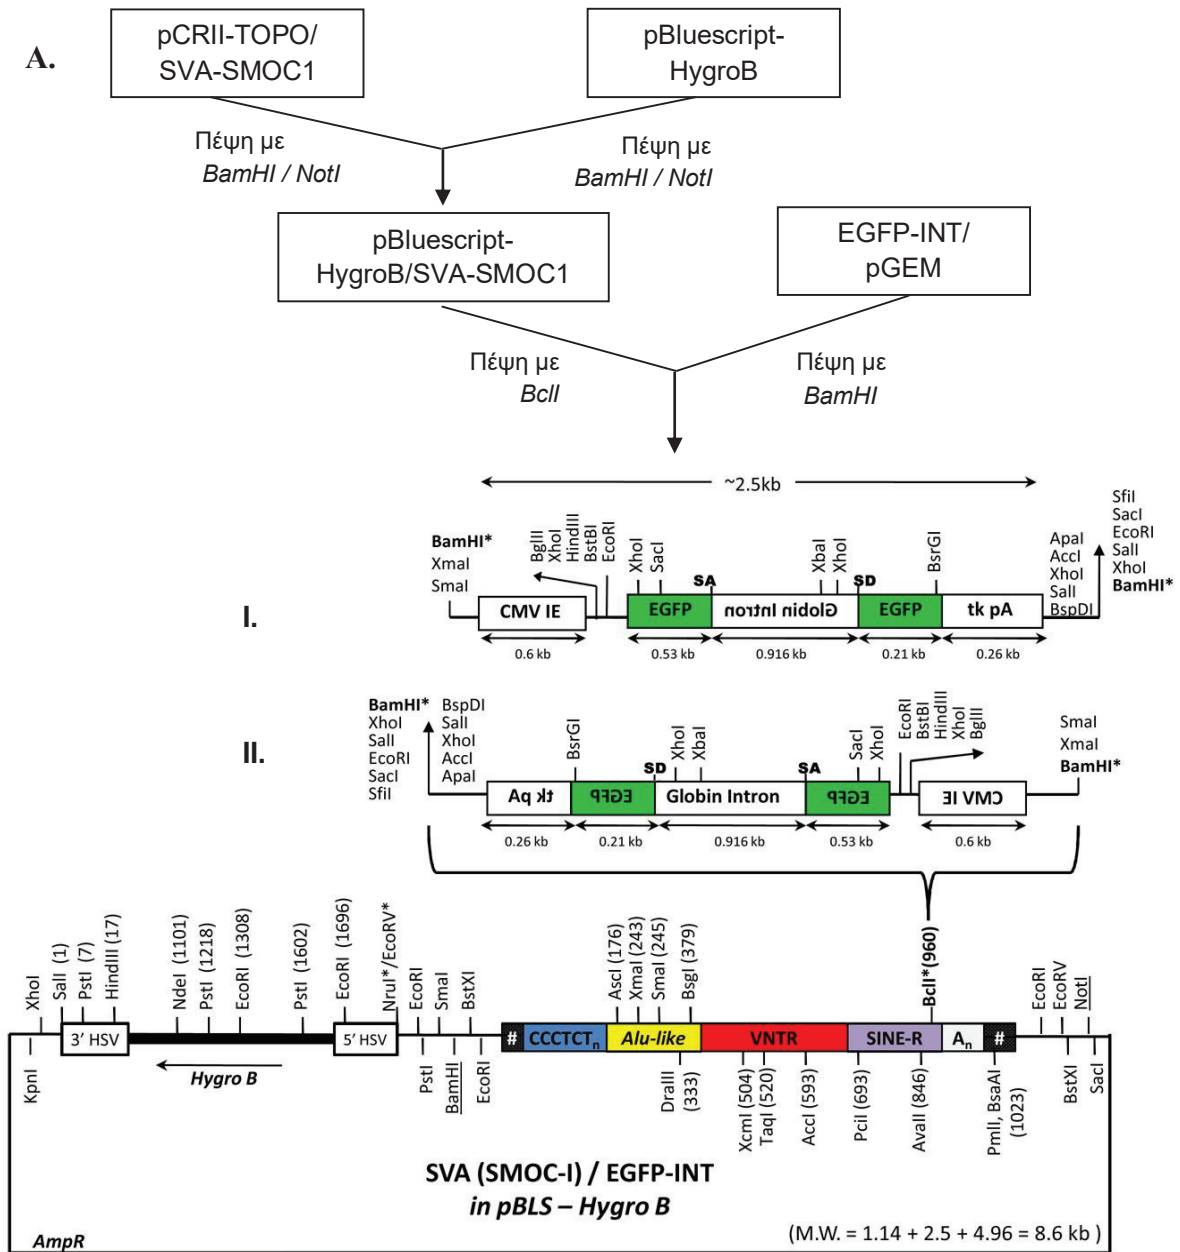 A.
pCRII-TOPO/
SVA-SMOC1
pBluescript-
HygroB
Πέψη με
BamHI / NotI
Πέψη με
BamHI / NotI
pBluescript-
HygroB/SVA-SMOC1
EGFP-INT/
pGEM
Πέψη με
BclI
Πέψη με
BamHI
~2.5kb
I.
BamHI*
XmaI
SmaI
BglII
XhoI
HindIII
BstBI
EcoRI
XhoI
SacI
SA
XbaI
XhoI
SD
BsrGI
ApaI
AccI
XhoI
SalI
BspDI
SfiI
SacI
EcoRI
SalI
XhoI
BamHI*
CMV IE
EGFP
Globin Intron
EGFP
tk pA
0.6 kb
0.53 kb
0.916 kb
0.21 kb
0.26 kb
II.
BamHI*
XhoI
SalI
EcoRI
SacI
SfiI
BspDI
SalI
XhoI
AccI
ApaI
BsrGI
SD
XhoI
XbaI
SA
SacI
XhoI
EcoRI
BstBI
HindIII
XhoI
BglII
SmaI
XmaI
BamHI*
tk pA
EGFP
Globin Intron
EGFP
CMV IE
0.26 kb
0.21 kb
0.916 kb
0.53 kb
0.6 kb
XhoI
SalI (1)
PstI (7)
HindIII (17)
NdeI (1101)
PstI (1218)
EcoRI (1308)
PstI (1602)
EcoRI (1696)
NruI*/EcoRV*
EcoRI
SmaI
BstXI
AscI (176)
XmaI (243)
SmaI (245)
BsgI (379)
BclI*(960)
EcoRI
EcoRV
NotI
3' HSV
5' HSV
#
CCCTCTn
Alu-like
VNTR
SINE-R
An
#
KpnI
Hygro B
PstI
BamHI
EcoRI
DraIII
(333)
XcmI (504)
TaqI (520)
AccI (593)
PciI (693)
AvaII (846)
PmlI, BsaAI
(1023)
BstXI
SacI
SVA (SMOC-I) / EGFP-INT
in pBLS – Hygro B
AmpR
(M.W. = 1.14 + 2.5 + 4.96 = 8.6 kb )